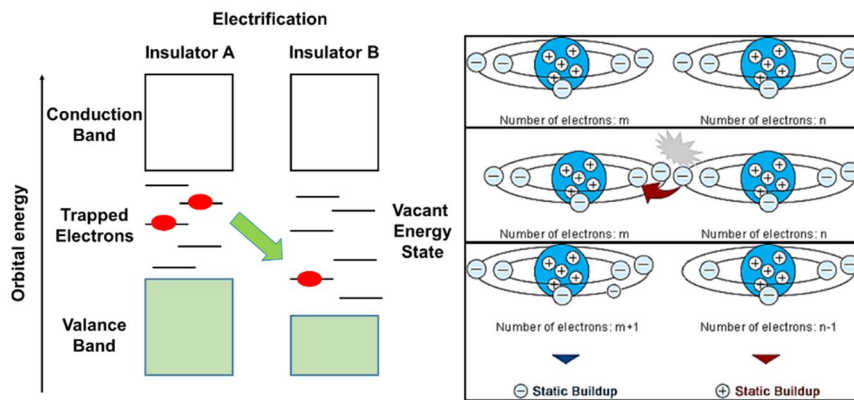 Electrification
Insulator A
Insulator B
Orbital energy
Conduction
Band
Trapped
Electrons
Valance
Band
Vacant
Energy
State
Number of electrons: m
Number of electrons: n
Number of electrons: m
Number of electrons: n
Number of electrons: m+1
Number of electrons: n-1
Static Buildup
Static Buildup